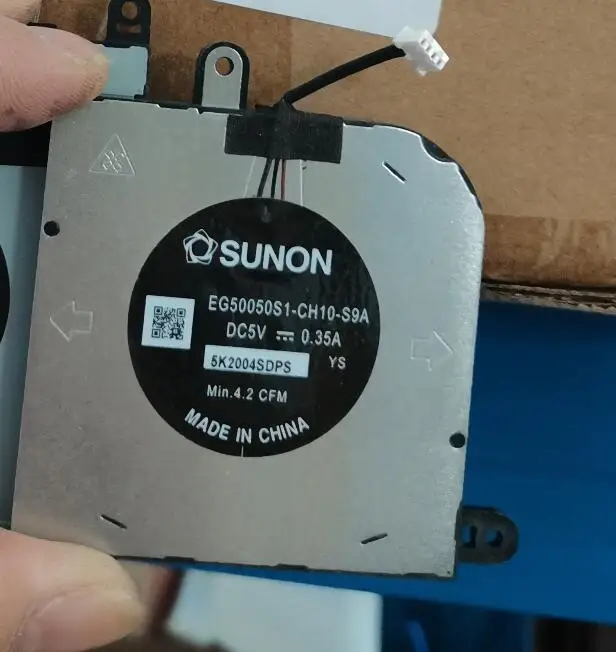 SUNON
EG50050S1-CH10-S9A
DC5V ⎓ 0.35A
5K2004SDPS YS
Min.4.2 CFM
MADE IN CHINA